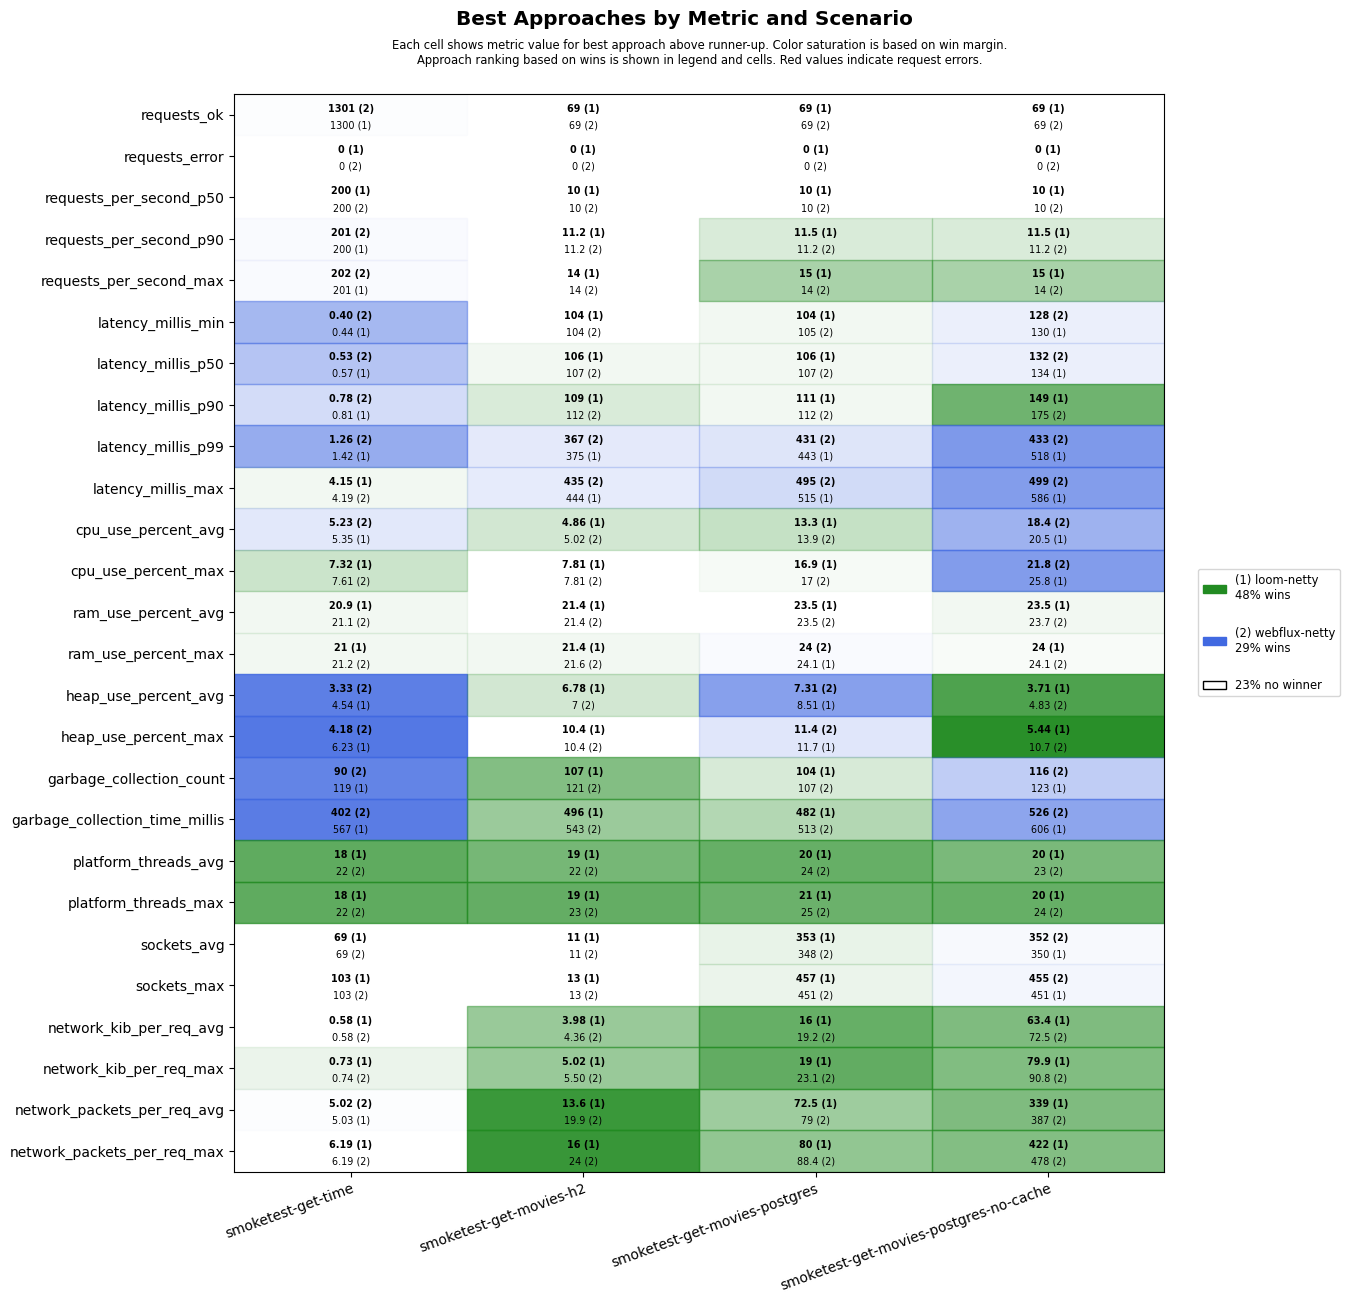 Best Approaches by Metric and Scenario
Each cell shows metric value for best approach above runner-up. Color saturation is based on win margin.
Approach ranking based on wins is shown in legend and cells. Red values indicate request errors.
requests_ok
1301 (2) 69 (1) 69 (1) 69 (1)
1300 (1) 69 (2) 69 (2) 69 (2)
requests_error
0 (1) 0 (1) 0 (1) 0 (1)
0 (2) 0 (2) 0 (2) 0 (2)
requests_per_second_p50
200 (1) 10 (1) 10 (1) 10 (1)
200 (2) 10 (2) 10 (2) 10 (2)
requests_per_second_p90
201 (2) 11.2 (1) 11.5 (1) 11.5 (1)
200 (1) 11.2 (2) 11.2 (2) 11.2 (2)
requests_per_second_max
202 (2) 14 (1) 15 (1) 15 (1)
201 (1) 14 (2) 14 (2) 14 (2)
latency_millis_min
0.40 (2) 104 (1) 104 (1) 128 (2)
0.44 (1) 104 (2) 105 (2) 130 (1)
latency_millis_p50
0.53 (2) 106 (1) 106 (1) 132 (2)
0.57 (1) 107 (2) 107 (2) 134 (1)
latency_millis_p90
0.78 (2) 109 (1) 111 (1) 149 (1)
0.81 (1) 112 (2) 112 (2) 175 (2)
latency_millis_p99
1.26 (2) 367 (2) 431 (2) 433 (2)
1.42 (1) 375 (1) 443 (1) 518 (1)
latency_millis_max
4.15 (1) 435 (2) 495 (2) 499 (2)
4.19 (2) 444 (1) 515 (1) 586 (1)
cpu_use_percent_avg
5.23 (2) 4.86 (1) 13.3 (1) 18.4 (2)
5.35 (1) 5.02 (2) 13.9 (2) 20.5 (1)
cpu_use_percent_max
7.32 (1) 7.81 (1) 16.9 (1) 21.8 (2)
7.61 (2) 7.81 (2) 17 (2) 25.8 (1)
ram_use_percent_avg
20.9 (1) 21.4 (1) 23.5 (1) 23.5 (1)
21.1 (2) 21.4 (2) 23.5 (2) 23.7 (2)
ram_use_percent_max
21 (1) 21.4 (1) 24 (2) 24 (1)
21.2 (2) 21.6 (2) 24.1 (1) 24.1 (2)
heap_use_percent_avg
3.33 (2) 6.78 (1) 7.31 (2) 3.71 (1)
4.54 (1) 7 (2) 8.51 (1) 4.83 (2)
heap_use_percent_max
4.18 (2) 10.4 (1) 11.4 (2) 5.44 (1)
6.23 (1) 10.4 (2) 11.7 (1) 10.7 (2)
garbage_collection_count
90 (2) 107 (1) 104 (1) 116 (2)
119 (1) 121 (2) 107 (2) 123 (1)
garbage_collection_time_millis
402 (2) 496 (1) 482 (1) 526 (2)
567 (1) 543 (2) 513 (2) 606 (1)
platform_threads_avg
18 (1) 19 (1) 20 (1) 20 (1)
22 (2) 22 (2) 24 (2) 23 (2)
platform_threads_max
18 (1) 19 (1) 21 (1) 20 (1)
22 (2) 23 (2) 25 (2) 24 (2)
sockets_avg
69 (1) 11 (1) 353 (1) 352 (2)
69 (2) 11 (2) 348 (2) 350 (1)
sockets_max
103 (1) 13 (1) 457 (1) 455 (2)
103 (2) 13 (2) 451 (2) 451 (1)
network_kib_per_req_avg
0.58 (1) 3.98 (1) 16 (1) 63.4 (1)
0.58 (2) 4.36 (2) 19.2 (2) 72.5 (2)
network_kib_per_req_max
0.73 (1) 5.02 (1) 19 (1) 79.9 (1)
0.74 (2) 5.50 (2) 23.1 (2) 90.8 (2)
network_packets_per_req_avg
5.02 (2) 13.6 (1) 72.5 (1) 339 (1)
5.03 (1) 19.9 (2) 79 (2) 387 (2)
network_packets_per_req_max
6.19 (1) 16 (1) 80 (1) 422 (1)
6.19 (2) 24 (2) 88.4 (2) 478 (2)
smoketest-get-time
smoketest-get-movies-h2
smoketest-get-movies-postgres
smoketest-get-movies-postgres-no-cache
(1) loom-netty
48% wins
(2) webflux-netty
29% wins
23% no winner